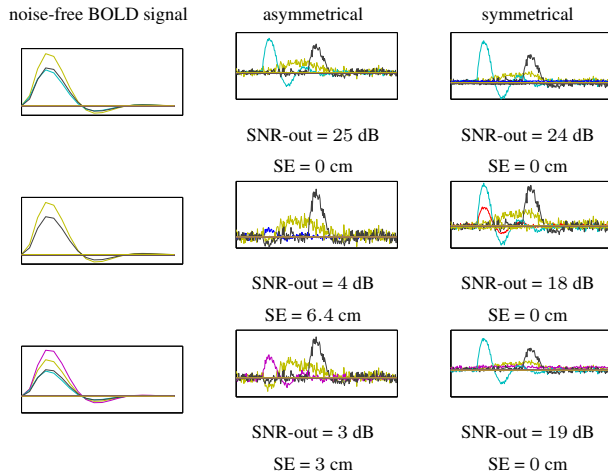 noise-free BOLD signal asymmetrical symmetrical
SNR-out = 25 dB SNR-out = 24 dB
SE = 0 cm SE = 0 cm
SNR-out = 4 dB SNR-out = 18 dB
SE = 6.4 cm SE = 0 cm
SNR-out = 3 dB SNR-out = 19 dB
SE = 3 cm SE = 0 cm